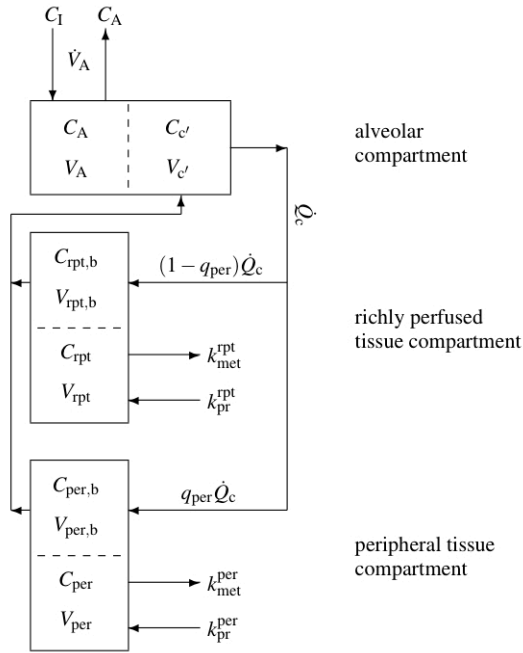 C_I C_A
V̇_A
C_A C_c′
V_A V_c′
alveolar
compartment
Q̇_c
C_rpt,b
V_rpt,b
(1 − q_per)Q̇_c
C_rpt
V_rpt
k_met^rpt
k_pr^rpt
richly perfused
tissue compartment
C_per,b
V_per,b
q_per Q̇_c
C_per
V_per
k_met^per
k_pr^per
peripheral tissue
compartment